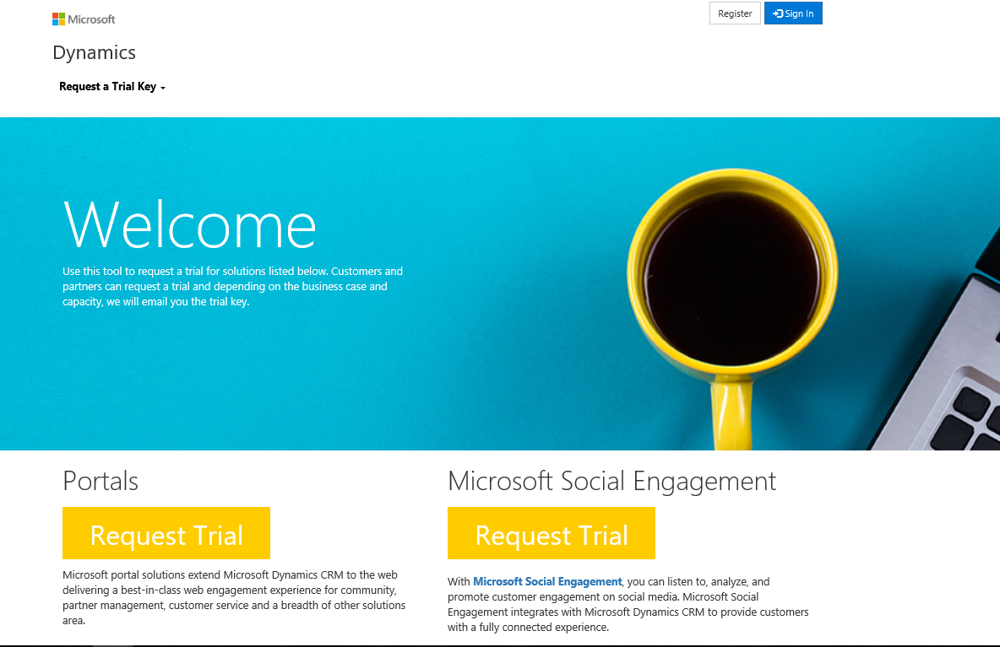 Microsoft
Register
Sign In
Dynamics
Request a Trial Key
Welcome
Use this tool to request a trial for solutions listed below. Customers and
partners can request a trial and depending on the business case and
capacity, we will email you the trial key.
Portals
Request Trial
Microsoft portal solutions extend Microsoft Dynamics CRM to the web
delivering a best-in-class web engagement experience for community,
partner management, customer service and a breadth of other solutions
area.
Microsoft Social Engagement
Request Trial
With Microsoft Social Engagement, you can listen to, analyze, and
promote customer engagement on social media. Microsoft Social
Engagement integrates with Microsoft Dynamics CRM to provide customers
with a fully connected experience.